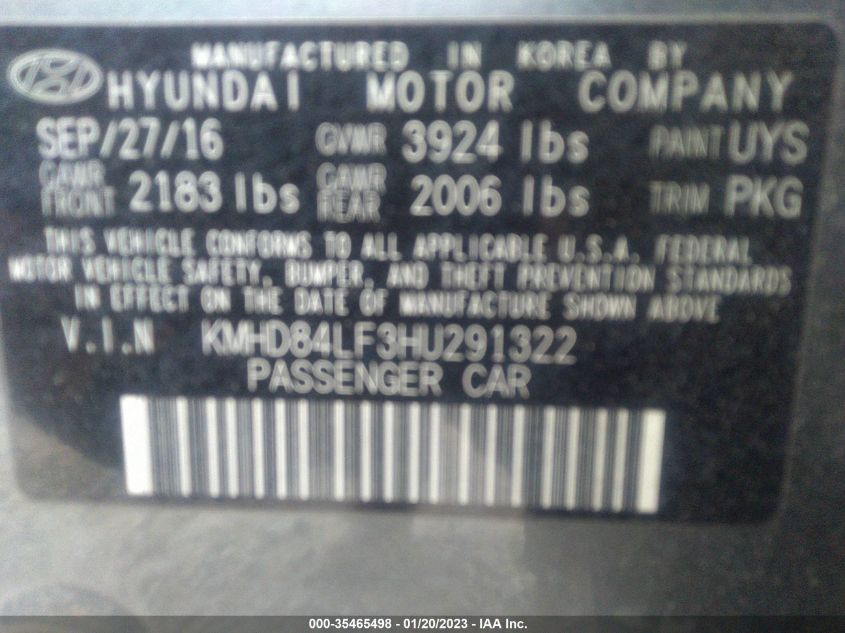 MANUFACTURED IN KOREA BY
HYUNDAI MOTOR COMPANY
SEP/27/16 GVWR 3924 lbs PAINT UYS
GAWR FRONT 2183 lbs GAWR REAR 2006 lbs TRIM PKG
THIS VEHICLE CONFORMS TO ALL APPLICABLE U.S.A. FEDERAL
MOTOR VEHICLE SAFETY, BUMPER, AND THEFT PREVENTION STANDARDS
IN EFFECT ON THE DATE OF MANUFACTURE SHOWN ABOVE
V.I.N KMHD84LF3HU291322
PASSENGER CAR
000-35465498 - 01/20/2023 - IAA Inc.